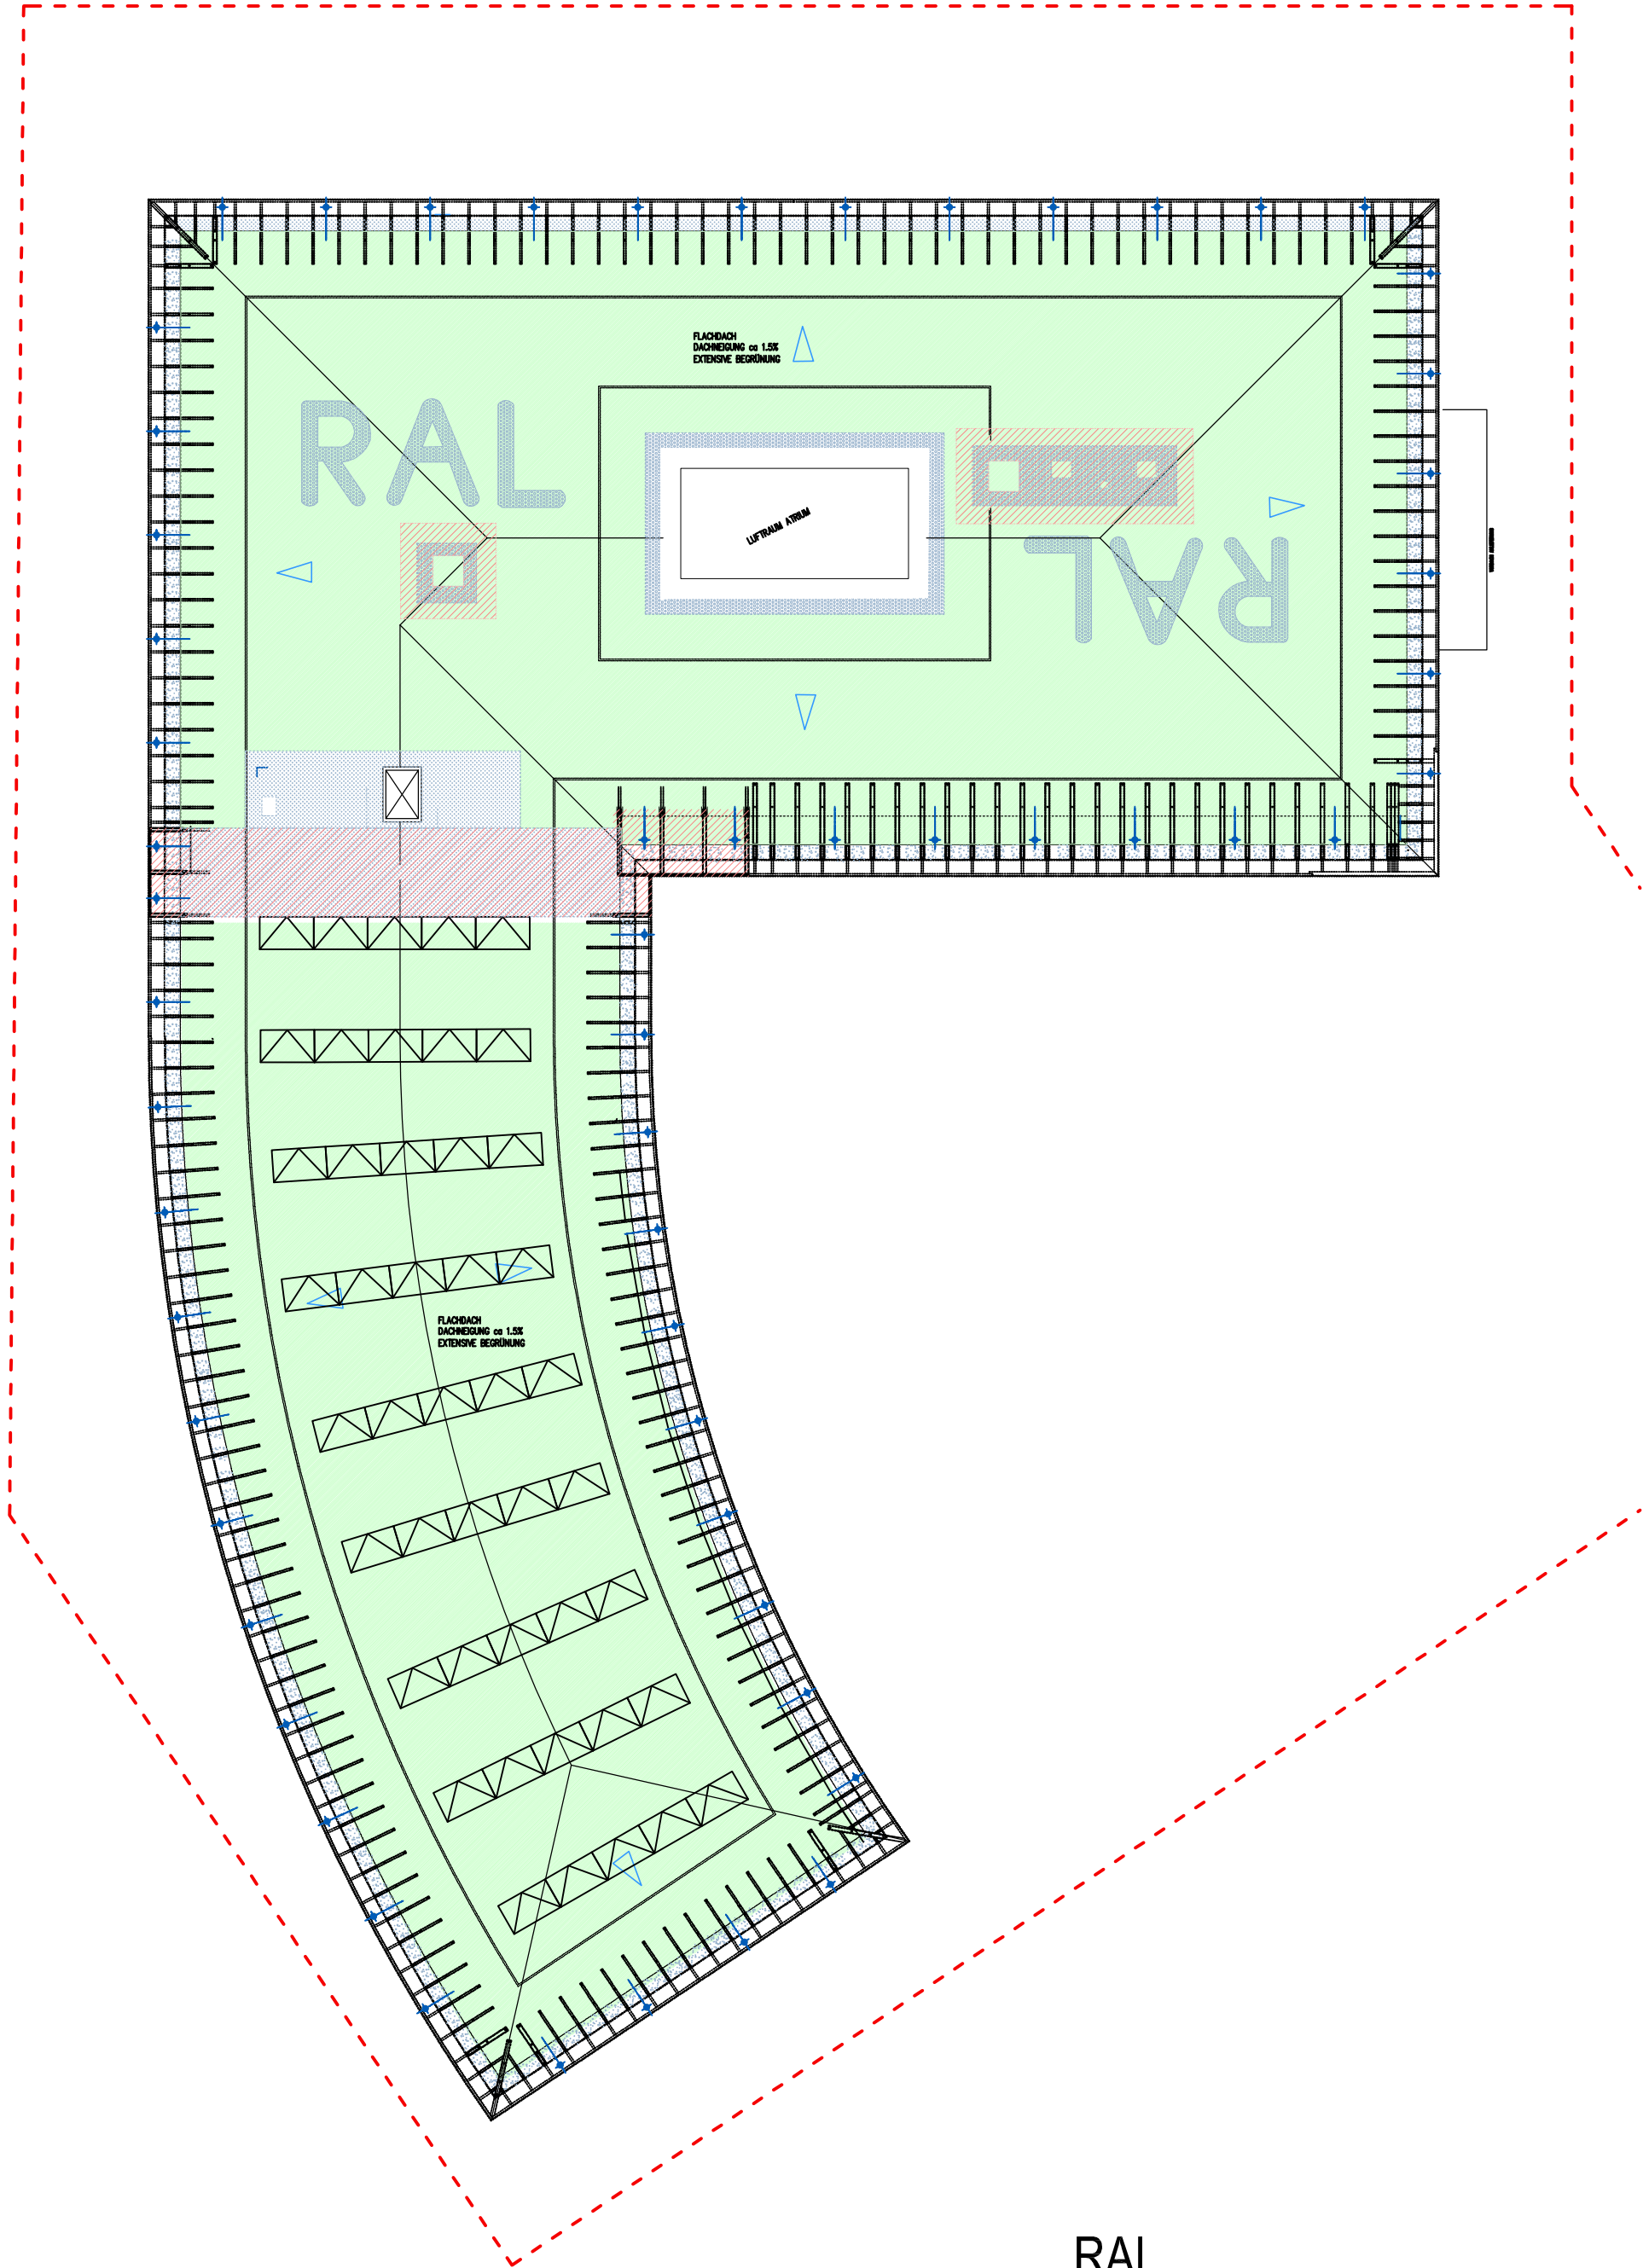 FLACHDACH
DACHNEIGUNG ca 1.5%
EXTENSIVE BEGRÜNUNG
RAL
LUFTRAUM ATRIUM
RAL
FLACHDACH
DACHNEIGUNG ca 1.5%
EXTENSIVE BEGRÜNUNG
RAL